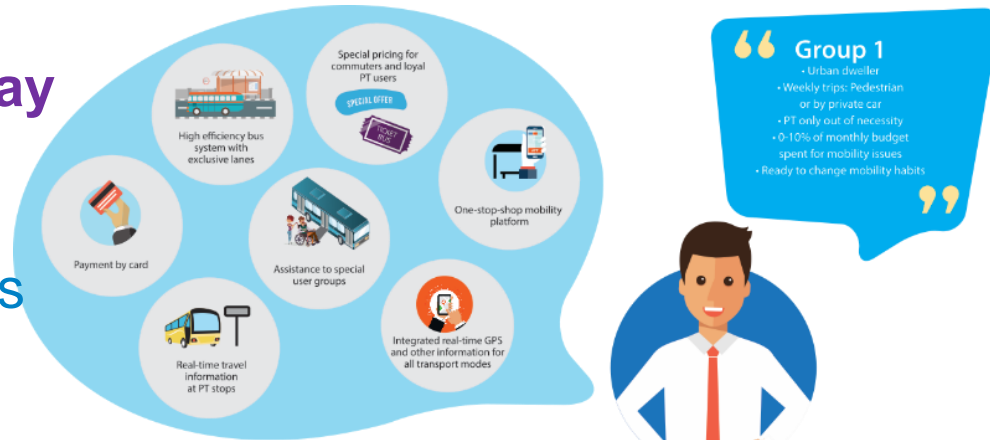 ay
s
Special pricing for
commuters and loyal
PT users
SPECIAL OFFER
TICKET
BUS
High efficiency bus
system with
exclusive lanes
One-stop-shop mobility
platform
Payment by card
Assistance to special
user groups
Integrated real-time GPS
and other information for
all transport modes
Real-time travel
information
at PT stops
“ Group 1
• Urban dweller
• Weekly trips: Pedestrian
or by private car
• PT only out of necessity
• 0-10% of monthly budget
spent for mobility issues
• Ready to change mobility habits
”